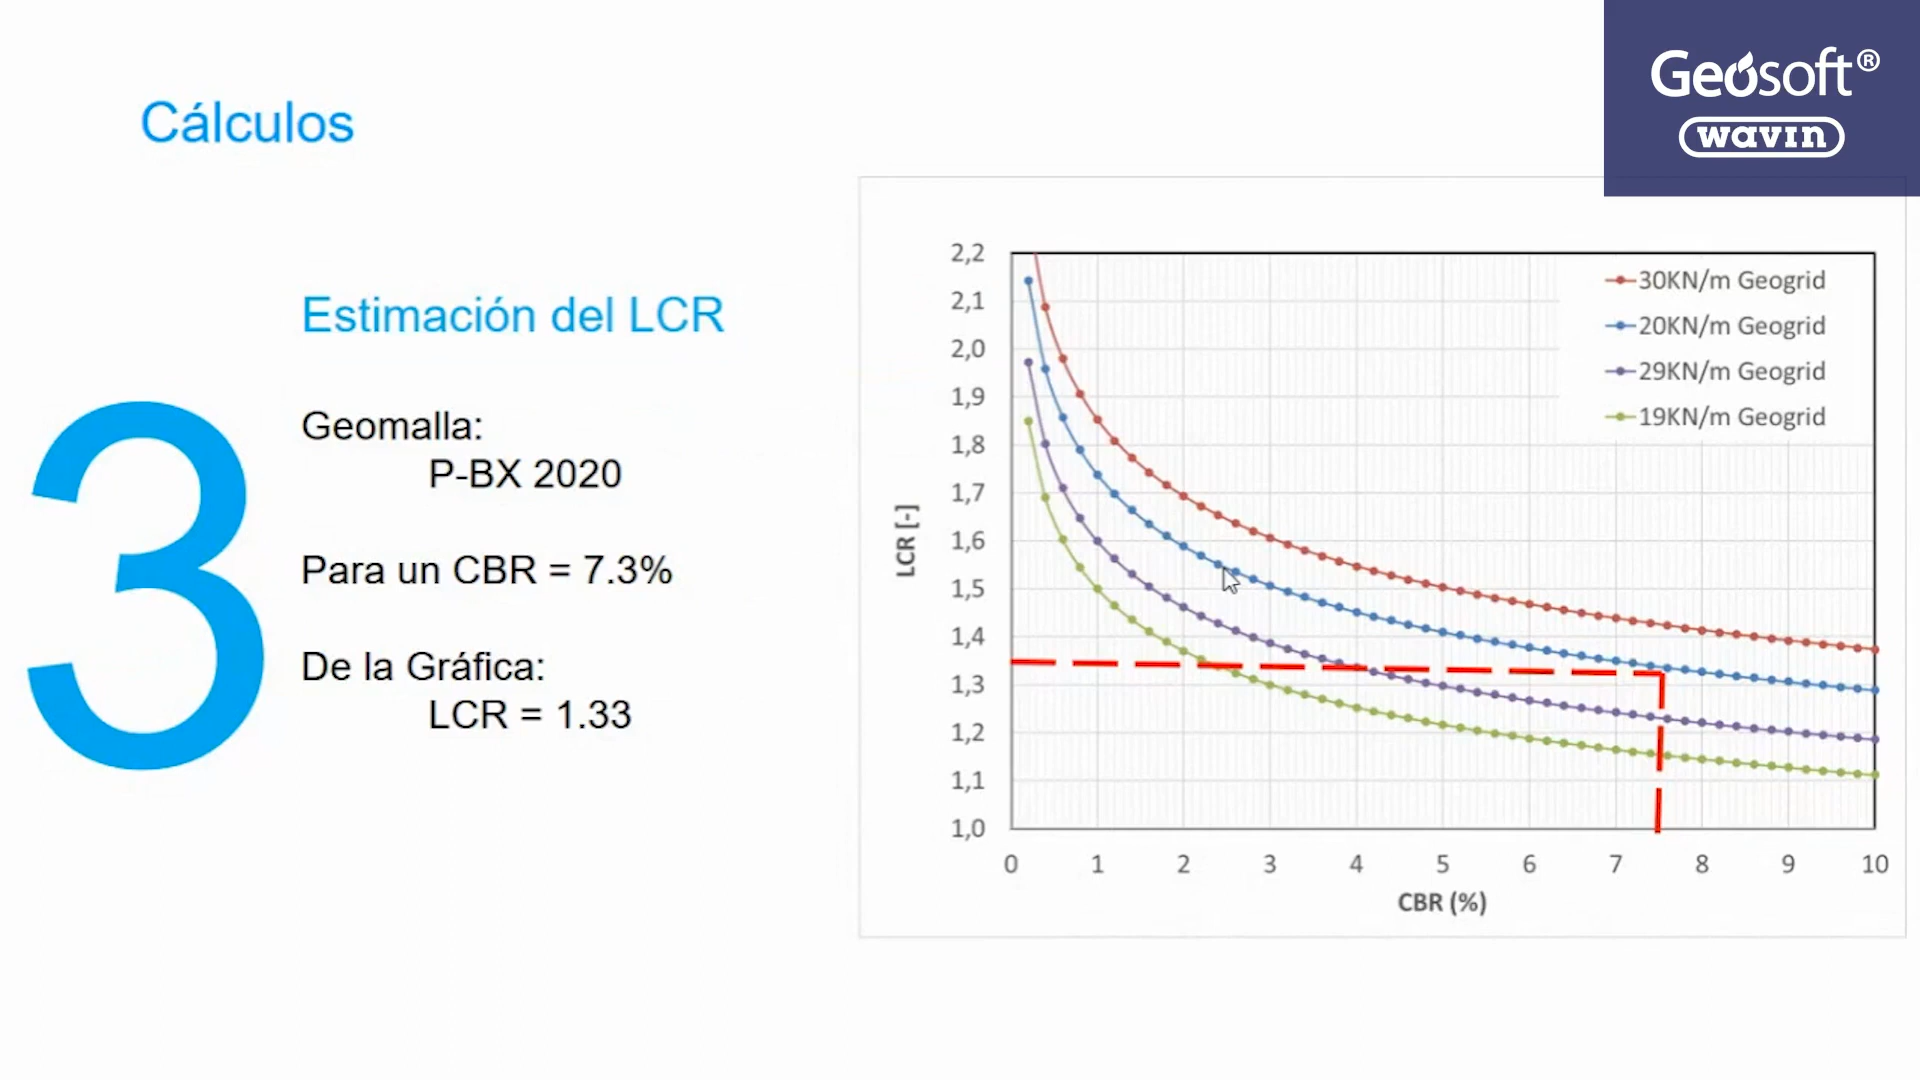 Geosoft®
wavin
Cálculos
Estimación del LCR
3
Geomalla:
P-BX 2020
Para un CBR = 7.3%
De la Gráfica:
LCR = 1.33
30KN/m Geogrid
20KN/m Geogrid
29KN/m Geogrid
19KN/m Geogrid
LCR [-]
2,2
2,1
2,0
1,9
1,8
1,7
1,6
1,5
1,4
1,3
1,2
1,1
1,0
0 1 2 3 4 5 6 7 8 9 10
CBR (%)